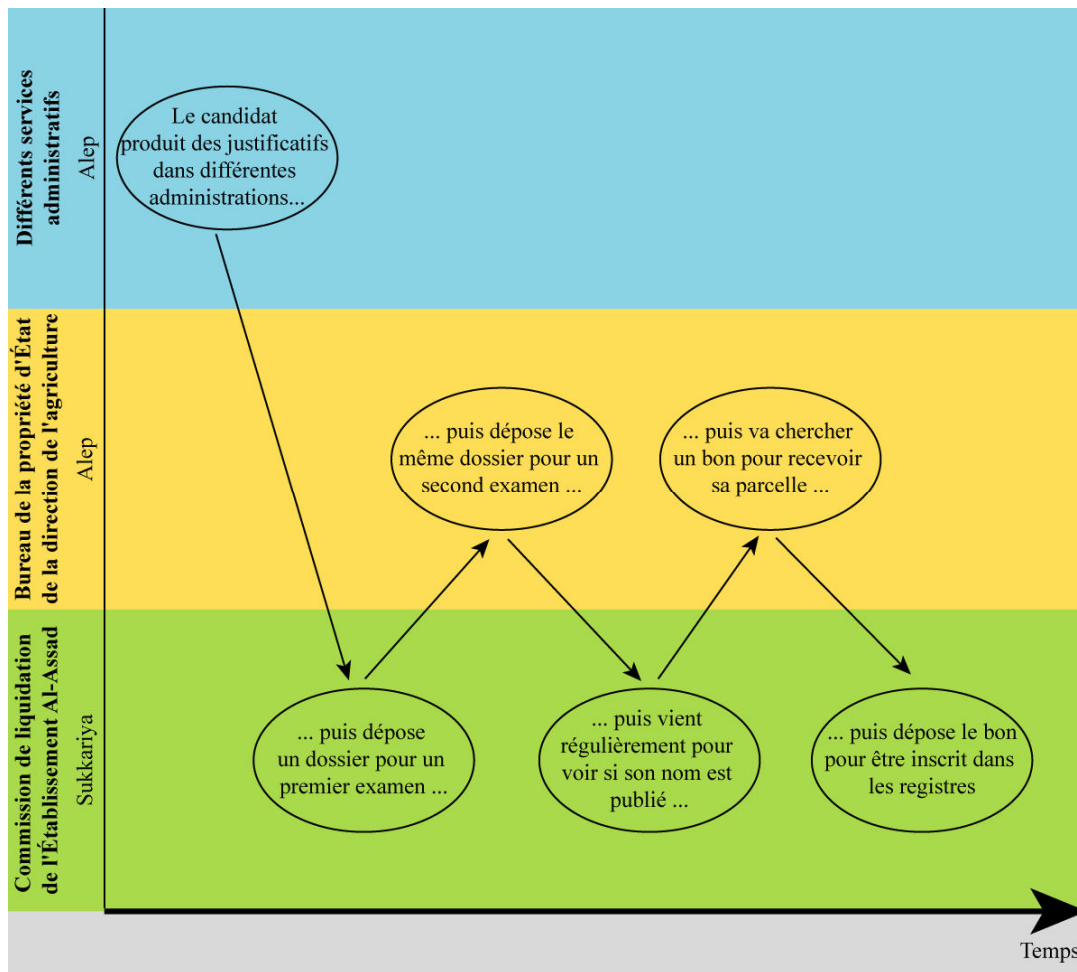 Différents services
administratifs
Alep
Le candidat
produit des justificatifs
dans différentes
administrations...
Bureau de la propriété d'État
de la direction de l'agriculture
Alep
... puis dépose le
même dossier pour un
second examen ...
... puis va chercher
un bon pour recevoir
sa parcelle ...
Commission de liquidation
de l'Établissement Al-Assad
Sukkariya
... puis dépose
un dossier pour un
premier examen ...
... puis vient
régulièrement pour
voir si son nom est
publié ...
... puis dépose le bon
pour être inscrit dans
les registres
Temps